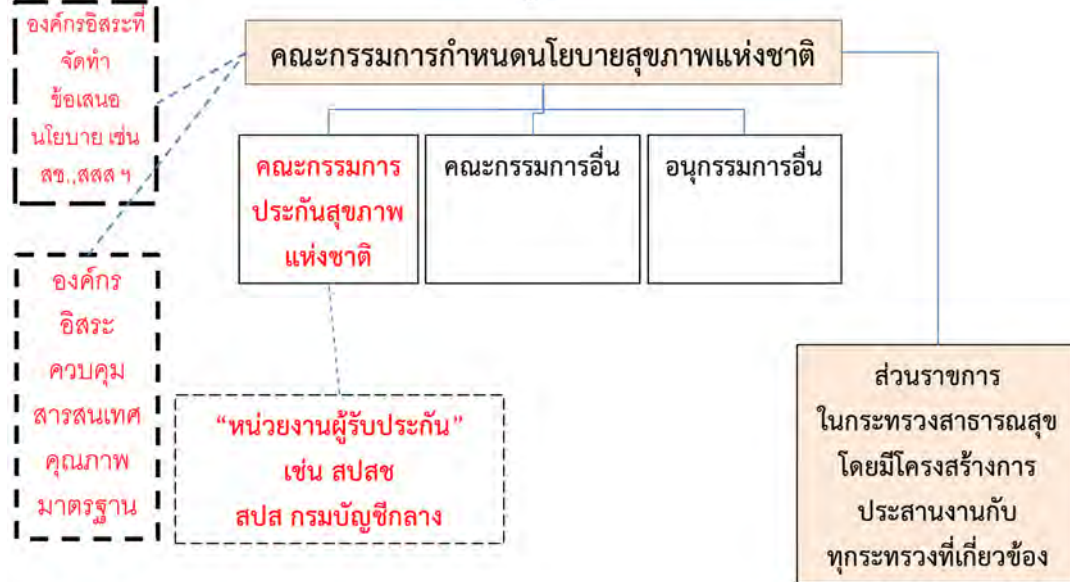 องค์กรอิสระที่
จัดทำ
ข้อเสนอ
นโยบาย เช่น
สช.,สสส ฯ
คณะกรรมการกำหนดนโยบายสุขภาพแห่งชาติ
คณะกรรมการ
ประกันสุขภาพ
แห่งชาติ
คณะกรรมการอื่น
อนุกรรมการอื่น
องค์กร
อิสระ
ควบคุม
สารสนเทศ
คุณภาพ
มาตรฐาน
“หน่วยงานผู้รับประกัน”
เช่น สปสช
สปส กรมบัญชีกลาง
ส่วนราชการ
ในกระทรวงสาธารณสุข
โดยมีโครงสร้างการ
ประสานงานกับ
ทุกระทรวงที่เกี่ยวข้อง